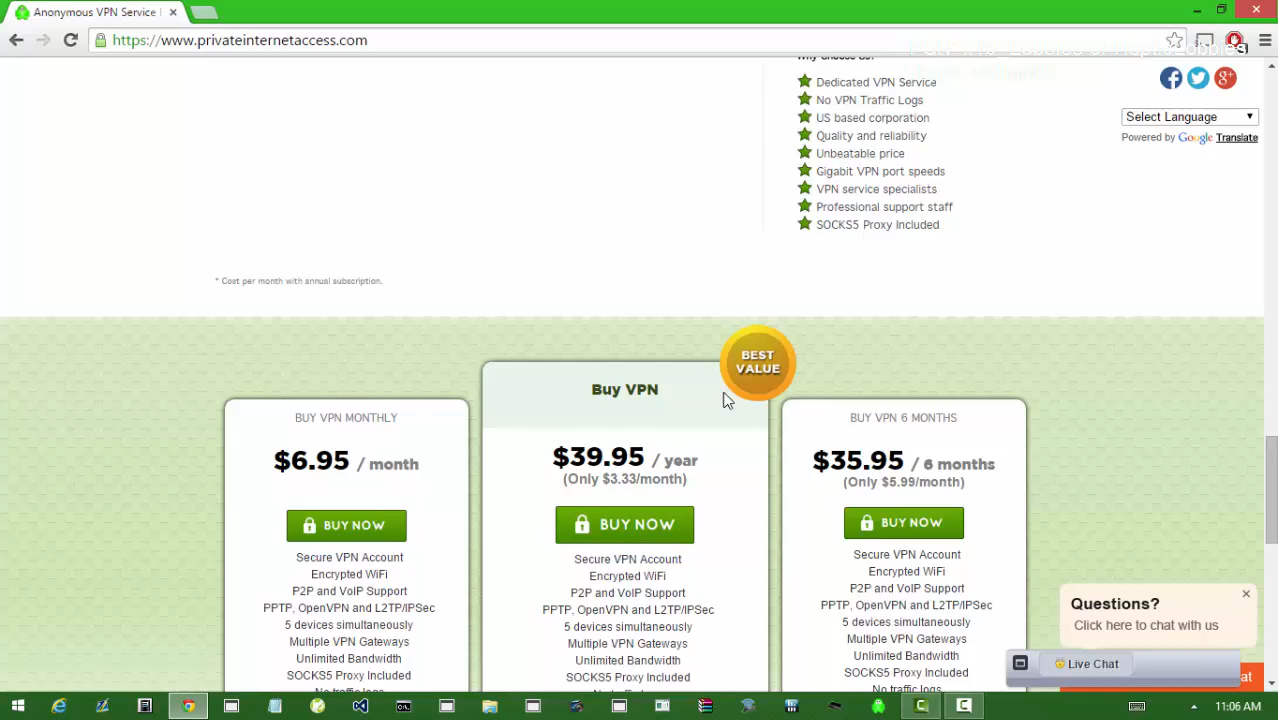 Anonymous VPN Service
https://www.privateinternetaccess.com
Why Choose Us?
Dedicated VPN Service
No VPN Traffic Logs
US based corporation
Quality and reliability
Unbeatable price
Gigabit VPN port speeds
VPN service specialists
Professional support staff
SOCKS5 Proxy Included
Select Language
Powered by Google Translate
* Cost per month with annual subscription.
BEST
VALUE
BUY VPN MONTHLY
$6.95 / month
BUY NOW
Secure VPN Account
Encrypted WiFi
P2P and VoIP Support
PPTP, OpenVPN and L2TP/IPSec
5 devices simultaneously
Multiple VPN Gateways
Unlimited Bandwidth
SOCKS5 Proxy Included
No traffic logs
Buy VPN
$39.95 / year
(Only $3.33/month)
BUY NOW
Secure VPN Account
Encrypted WiFi
P2P and VoIP Support
PPTP, OpenVPN and L2TP/IPSec
5 devices simultaneously
Multiple VPN Gateways
Unlimited Bandwidth
SOCKS5 Proxy Included
BUY VPN 6 MONTHS
$35.95 / 6 months
(Only $5.99/month)
BUY NOW
Secure VPN Account
Encrypted WiFi
P2P and VoIP Support
PPTP, OpenVPN and L2TP/IPSec
5 devices simultaneously
Multiple VPN Gateways
Unlimited Bandwidth
SOCKS5 Proxy Included
No traffic logs
Questions?
Click here to chat with us
Live Chat
at
11:06 AM